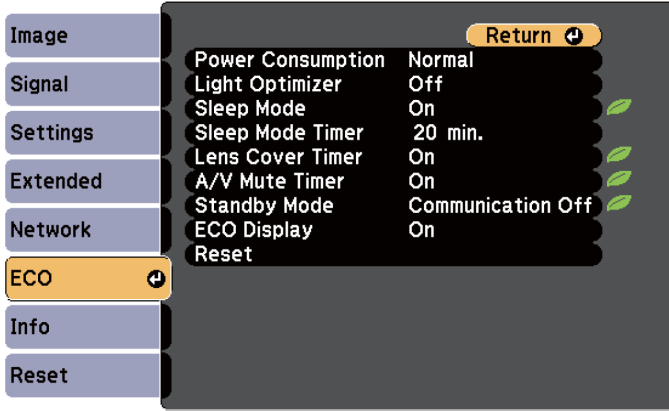 Image
Signal
Settings
Extended
Network
ECO
Info
Reset
Return
Power Consumption Normal
Light Optimizer Off
Sleep Mode On
Sleep Mode Timer 20 min.
Lens Cover Timer On
A/V Mute Timer On
Standby Mode Communication Off
ECO Display On
Reset